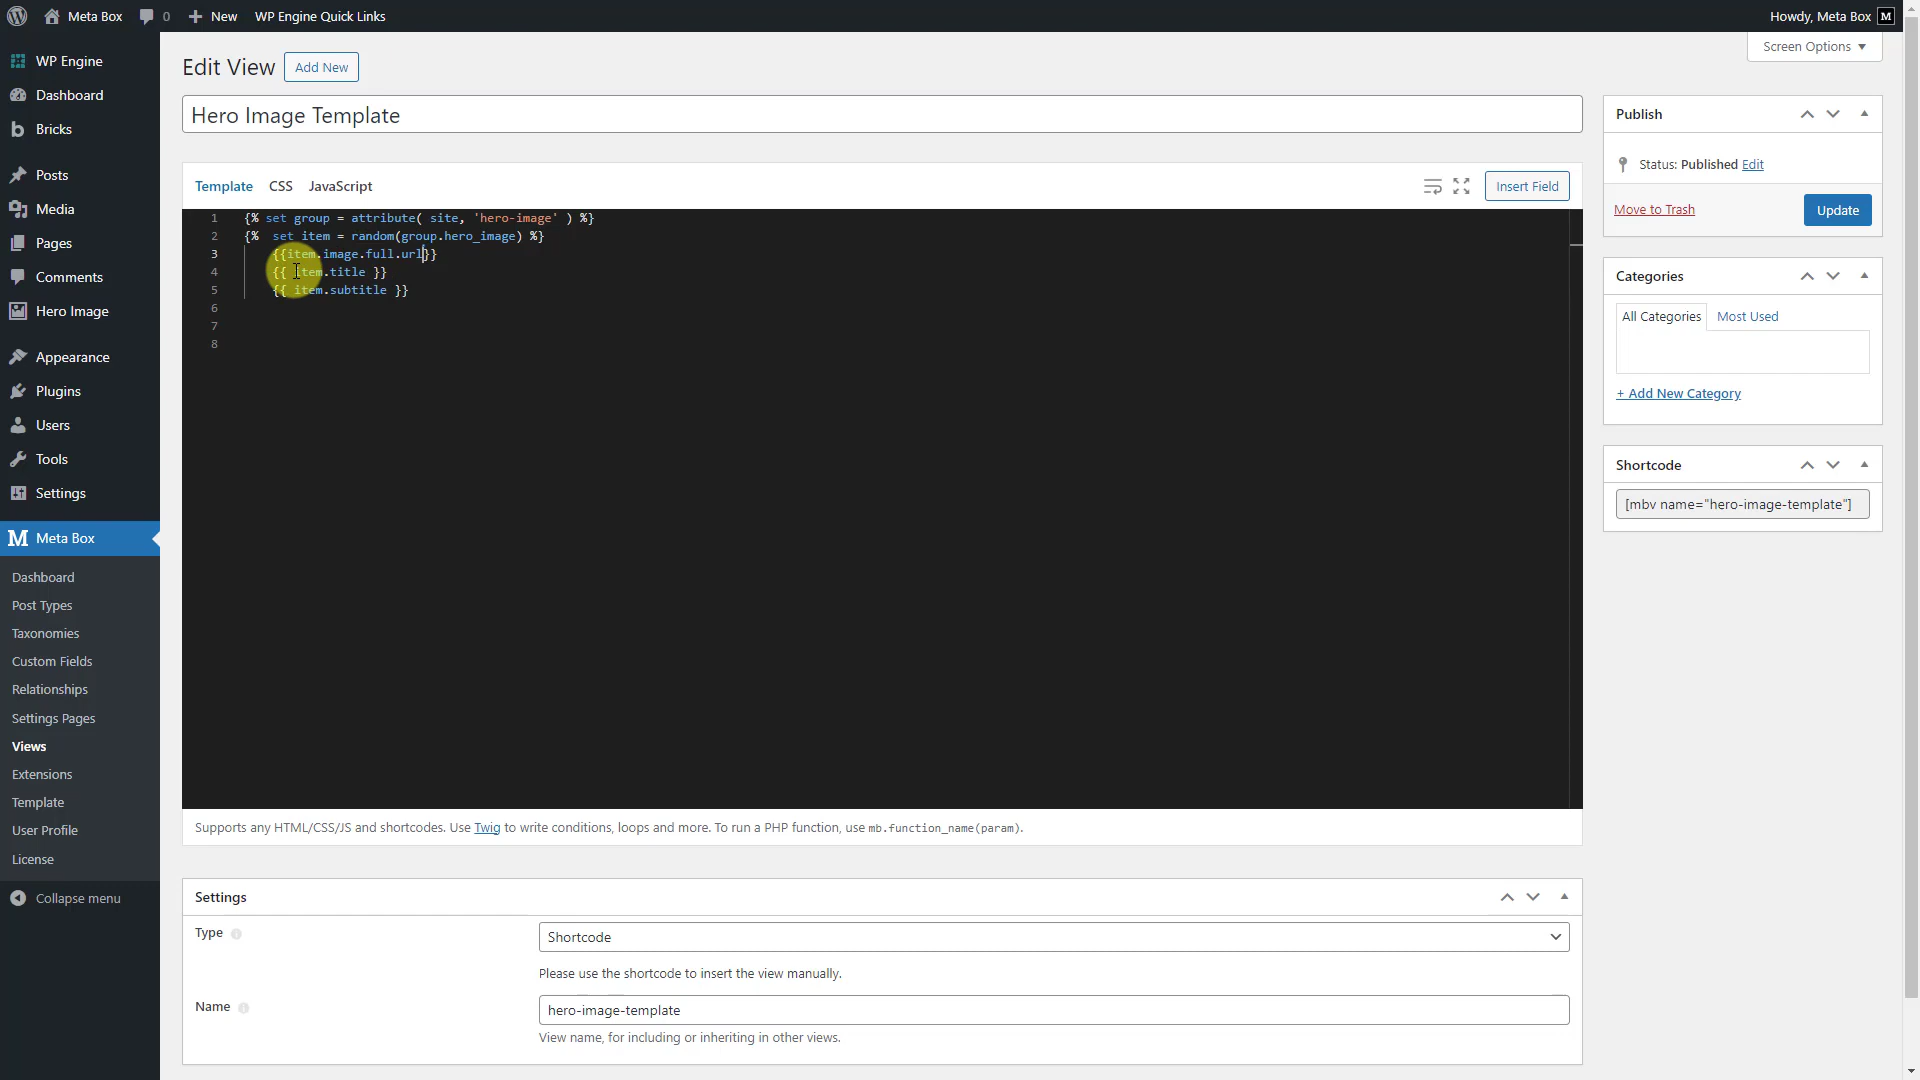 Meta Box
0
New
WP Engine Quick Links
Howdy, Meta Box
M
WP Engine
Dashboard
Bricks
Posts
Media
Pages
Comments
Hero Image
Appearance
Plugins
Users
Tools
Settings
M Meta Box
Dashboard
Post Types
Taxonomies
Custom Fields
Relationships
Settings Pages
Views
Extensions
Template
User Profile
License
Collapse menu
Screen Options
Edit View
Add New
Hero Image Template
Template
CSS
JavaScript
Insert Field
1 {% set group = attribute( site, 'hero-image' ) %}
2 {%  set item = random(group.hero_image) %}
3 {{item.image.full.url}}
4 {{ item.title }}
5 {{ item.subtitle }}
6
7
8
Supports any HTML/CSS/JS and shortcodes. Use Twig to write conditions, loops and more. To run a PHP function, use mb.function_name(param).
Settings
Type
Shortcode
Please use the shortcode to insert the view manually.
Name
hero-image-template
View name, for including or inheriting in other views.
Publish
Status: Published Edit
Move to Trash
Update
Categories
All Categories
Most Used
+ Add New Category
Shortcode
[mbv name="hero-image-template"]